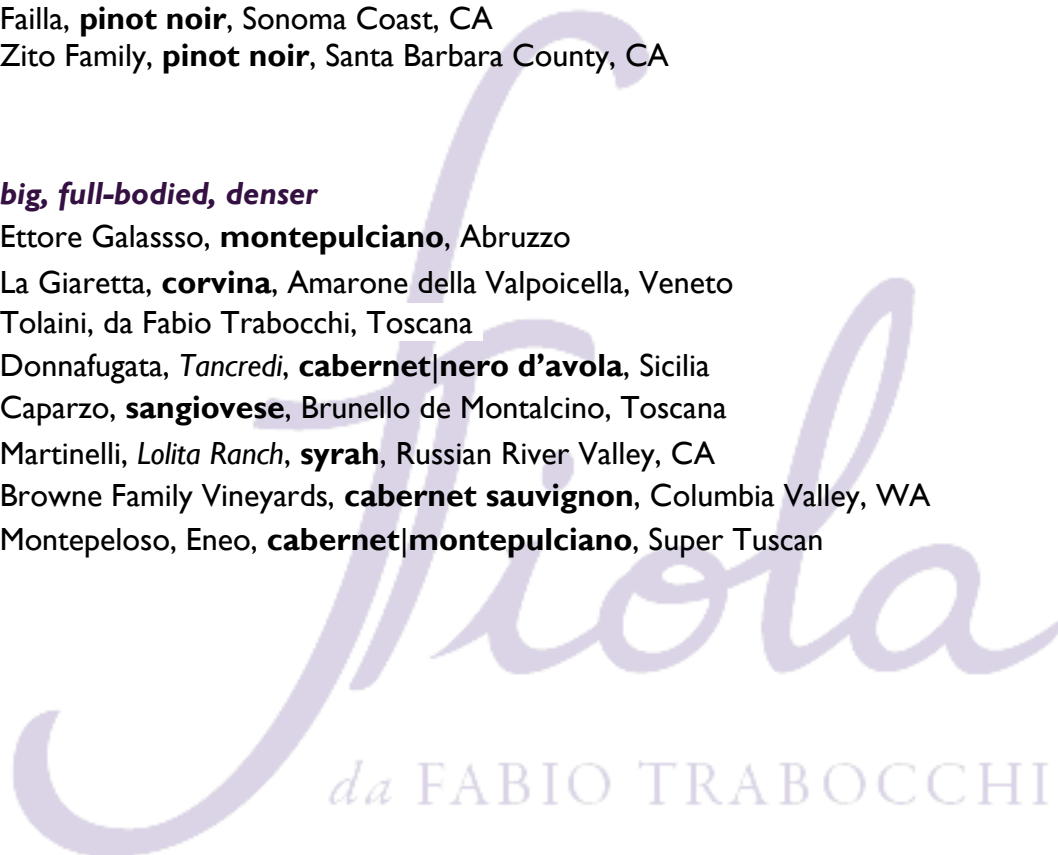 Failla, pinot noir, Sonoma Coast, CA
Zito Family, pinot noir, Santa Barbara County, CA
big, full-bodied, denser
Ettore Galassso, montepulciano, Abruzzo
La Giaretta, corvina, Amarone della Valpoicella, Veneto
Tolaini, da Fabio Trabocchi, Toscana
Donnafugata, Tancredi, cabernet|nero d’avola, Sicilia
Caparzo, sangiovese, Brunello de Montalcino, Toscana
Martinelli, Lolita Ranch, syrah, Russian River Valley, CA
Browne Family Vineyards, cabernet sauvignon, Columbia Valley, WA
Montepeloso, Eneo, cabernet|montepulciano, Super Tuscan
fiola
da FABIO TRABOCCHI